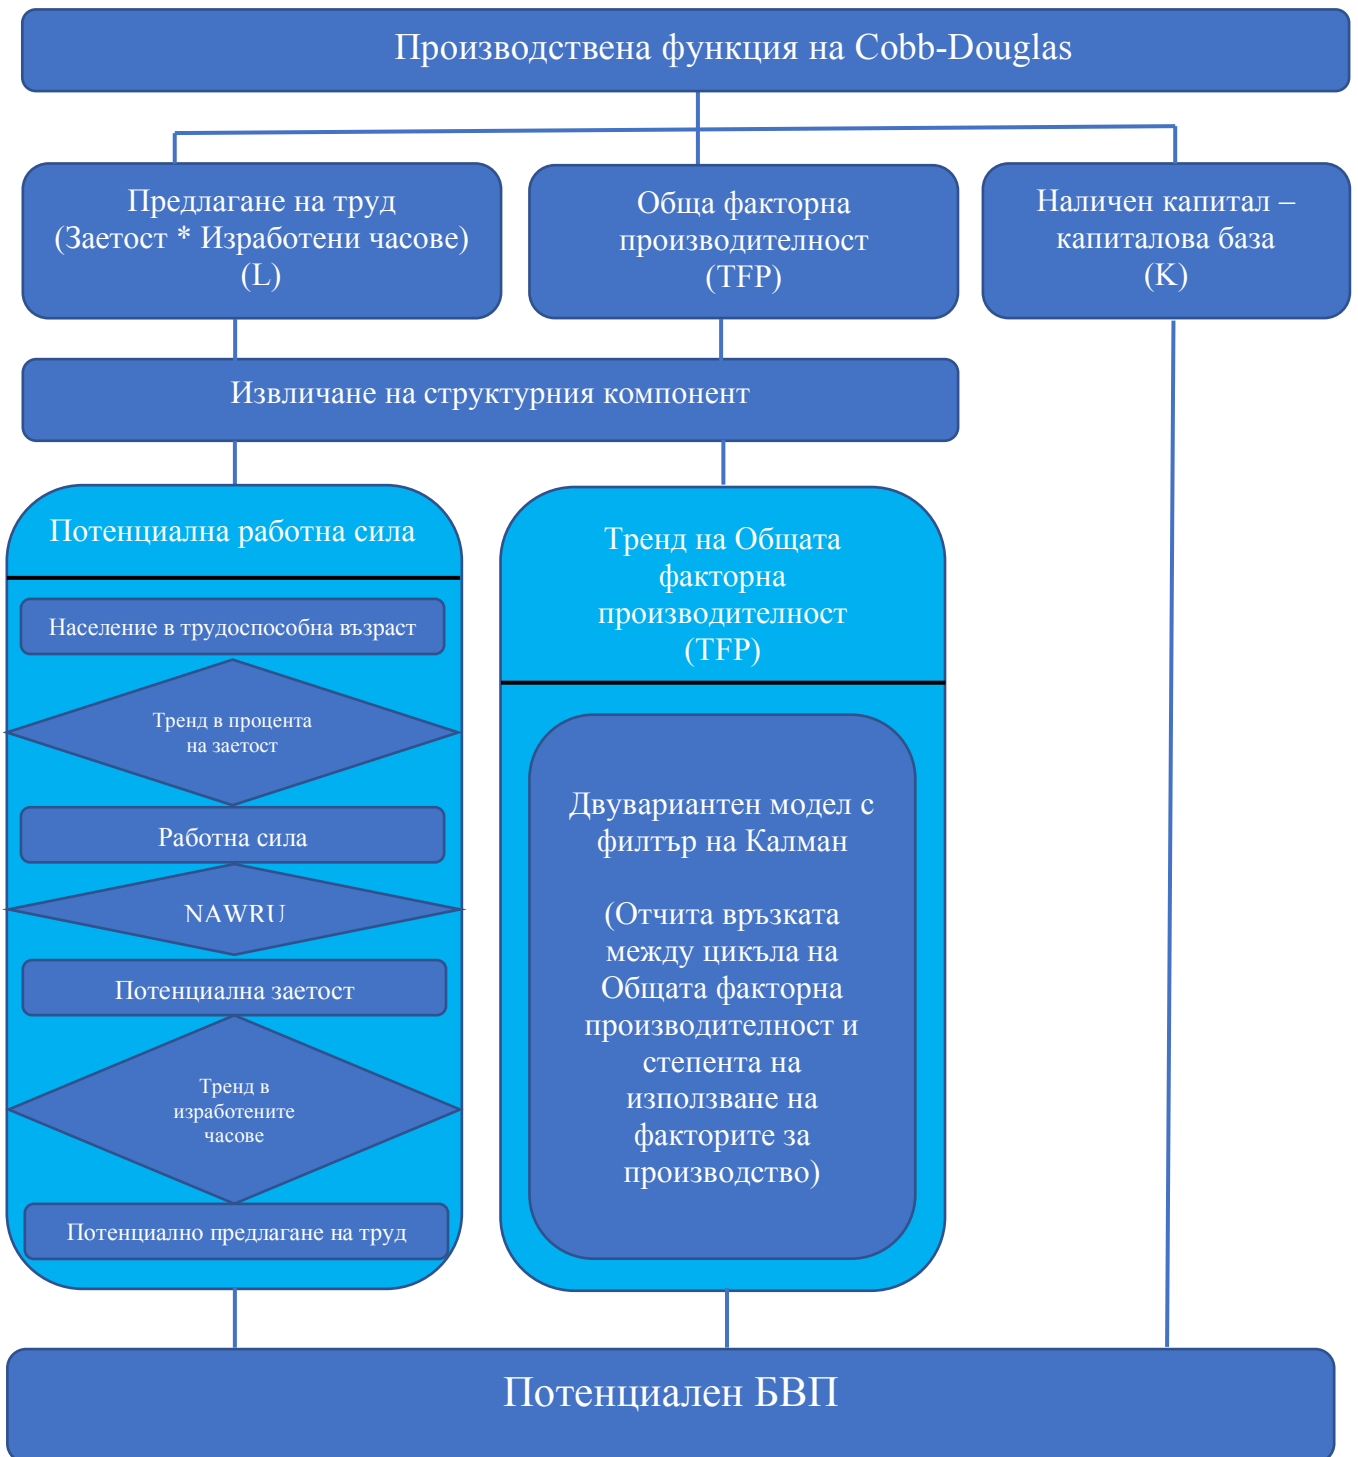 Производствена функция на Cobb-Douglas
Предлагане на труд
(Заетост * Изработени часове)
(L)
Обща факторна
производителност
(TFP)
Наличен капитал –
капиталова база
(K)
Извличане на структурния компонент
Потенциална работна сила
Население в трудоспособна възраст
Тренд в процента
на заетост
Работна сила
NAWRU
Потенциална заетост
Тренд в
изработените
часове
Потенциално предлагане на труд
Тренд на Общата
факторна
производителност
(TFP)
Двувариантен модел с
филтър на Калман
(Отчита връзката
между цикъла на
Общата факторна
производителност и
степента на
използване на
факторите за
производство)
Потенциален БВП